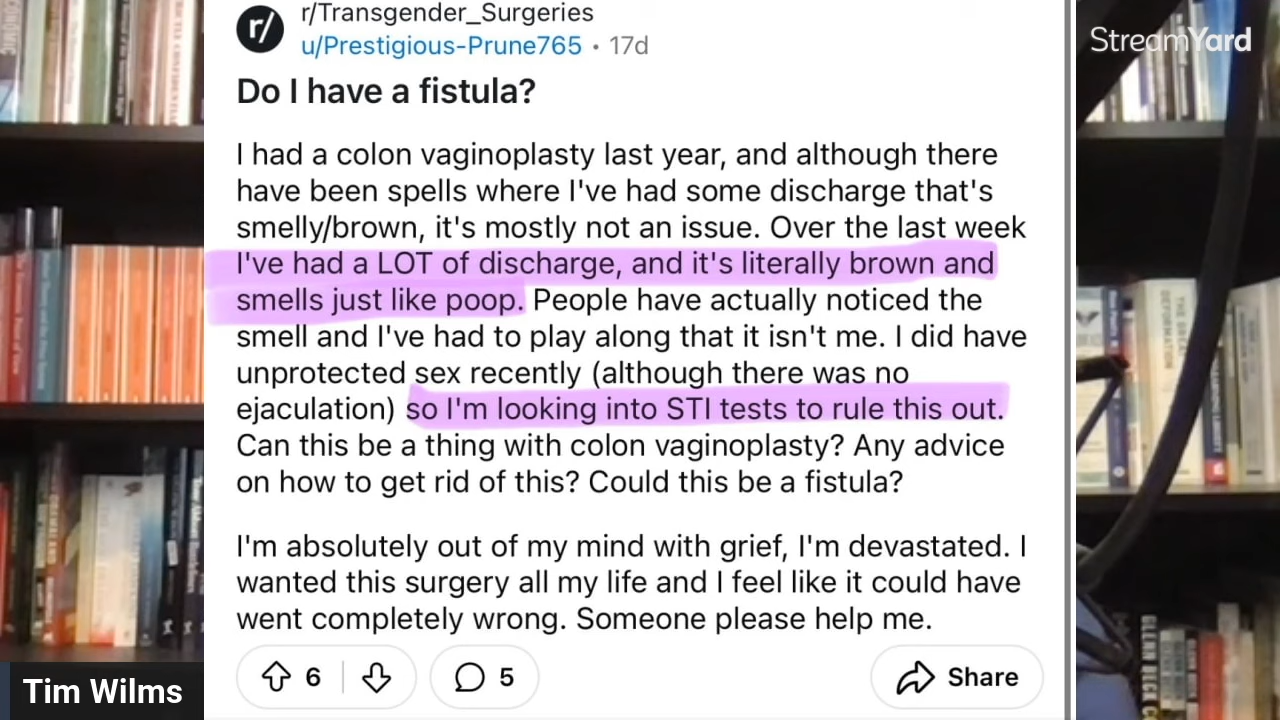 r/Transgender_Surgeries
u/Prestigious-Prune765 • 17d
StreamYard
Do I have a fistula?
I had a colon vaginoplasty last year, and although there
have been spells where I've had some discharge that's
smelly/brown, it's mostly not an issue. Over the last week
I've had a LOT of discharge, and it's literally brown and
smells just like poop. People have actually noticed the
smell and I've had to play along that it isn't me. I did have
unprotected sex recently (although there was no
ejaculation) so I'm looking into STI tests to rule this out.
Can this be a thing with colon vaginoplasty? Any advice
on how to get rid of this? Could this be a fistula?
I'm absolutely out of my mind with grief, I'm devastated. I
wanted this surgery all my life and I feel like it could have
went completely wrong. Someone please help me.
6
5
Share
Tim Wilms